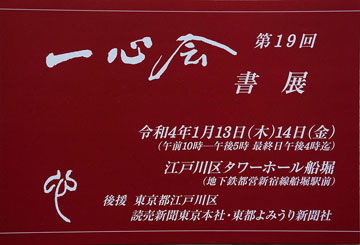 一心会 第19回
書展
令和4年1月13日(木)14日(金)
(午前10時―午後5時 最終日午後4時迄)
江戸川区タワーホール船堀
(地下鉄都営新宿線船堀駅前)
後援 東京都江戸川区
読売新聞東京本社・東都よみうり新聞社